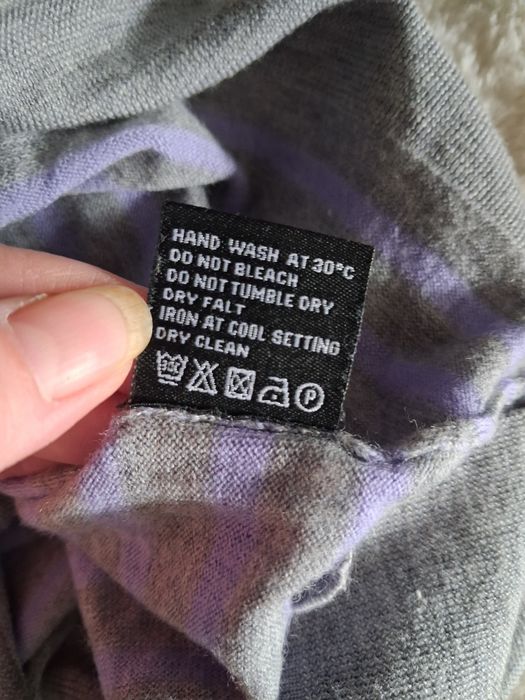 HAND WASH AT 30°C
DO NOT BLEACH
DO NOT TUMBLE DRY
DRY FALT
IRON AT COOL SETTING
DRY CLEAN
P